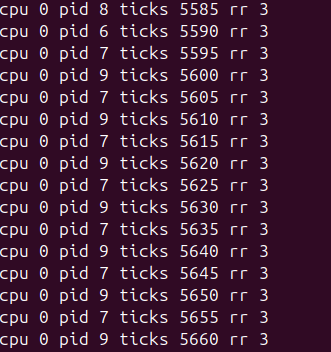 cpu 0 pid 8 ticks 5585 rr 3
cpu 0 pid 6 ticks 5590 rr 3
cpu 0 pid 7 ticks 5595 rr 3
cpu 0 pid 9 ticks 5600 rr 3
cpu 0 pid 7 ticks 5605 rr 3
cpu 0 pid 9 ticks 5610 rr 3
cpu 0 pid 7 ticks 5615 rr 3
cpu 0 pid 9 ticks 5620 rr 3
cpu 0 pid 7 ticks 5625 rr 3
cpu 0 pid 9 ticks 5630 rr 3
cpu 0 pid 7 ticks 5635 rr 3
cpu 0 pid 9 ticks 5640 rr 3
cpu 0 pid 7 ticks 5645 rr 3
cpu 0 pid 9 ticks 5650 rr 3
cpu 0 pid 7 ticks 5655 rr 3
cpu 0 pid 9 ticks 5660 rr 3